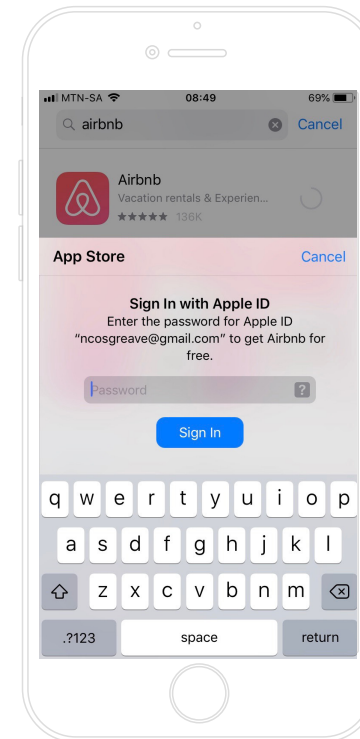 MTN-SA 08:49 69%
airbnb Cancel
Airbnb
Vacation rentals & Experien...
★★★★★ 136K
App Store Cancel
Sign In with Apple ID
Enter the password for Apple ID
“ncosgreave@gmail.com” to get Airbnb for
free.
Password ?
Sign In
q w e r t y u i o p
a s d f g h j k l
z x c v b n m
.?123 space return